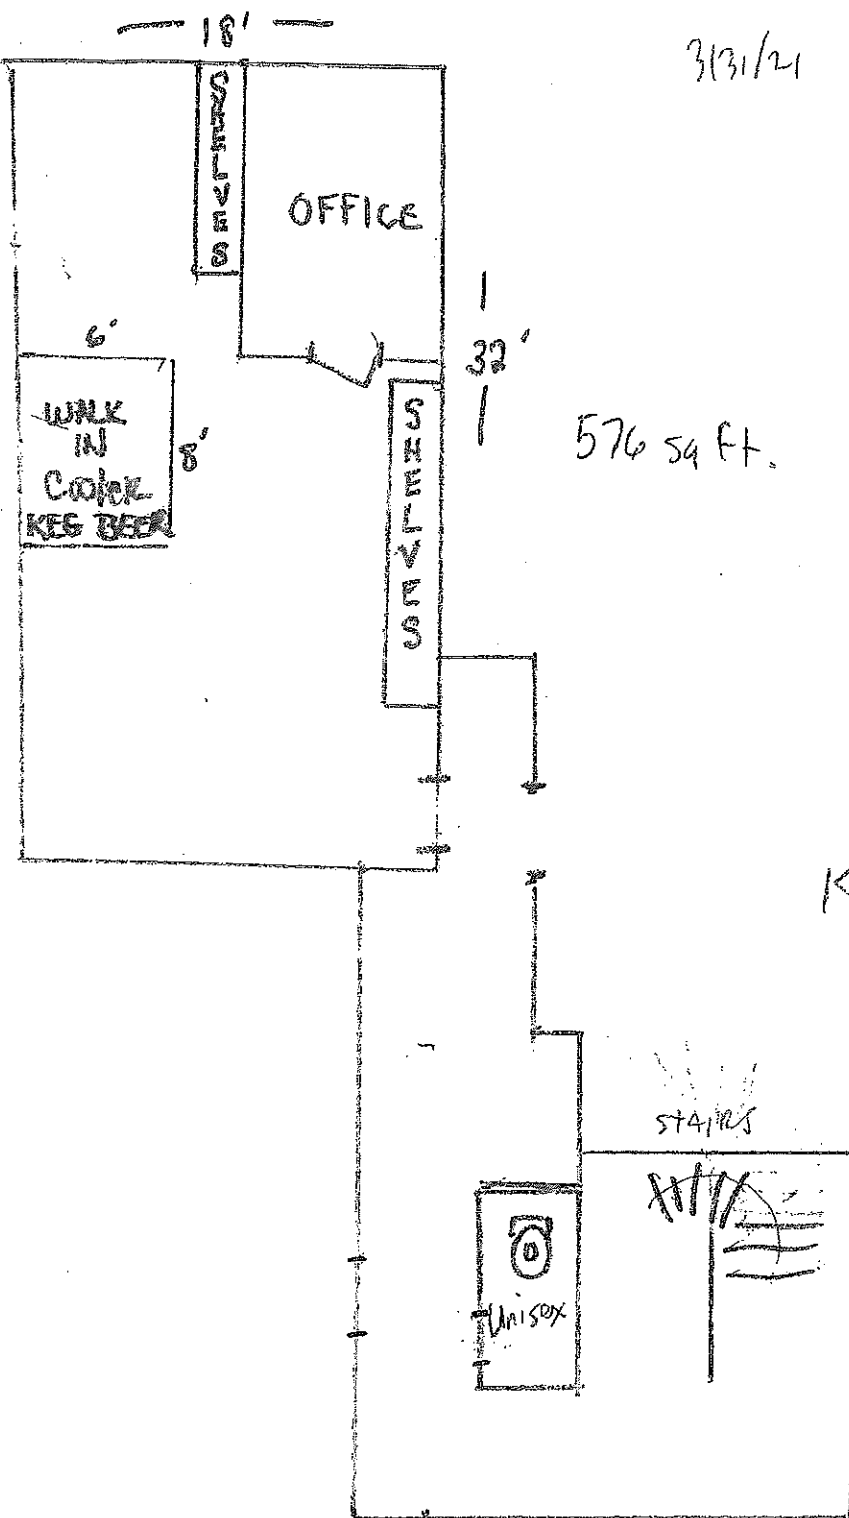 18'
3/31/21
SHELVES
OFFICE
32'
6'
WALK
IN
COOLER
KEG BEER
8'
576 sq ft.
SHELVES
K
STAIRS
Unisex